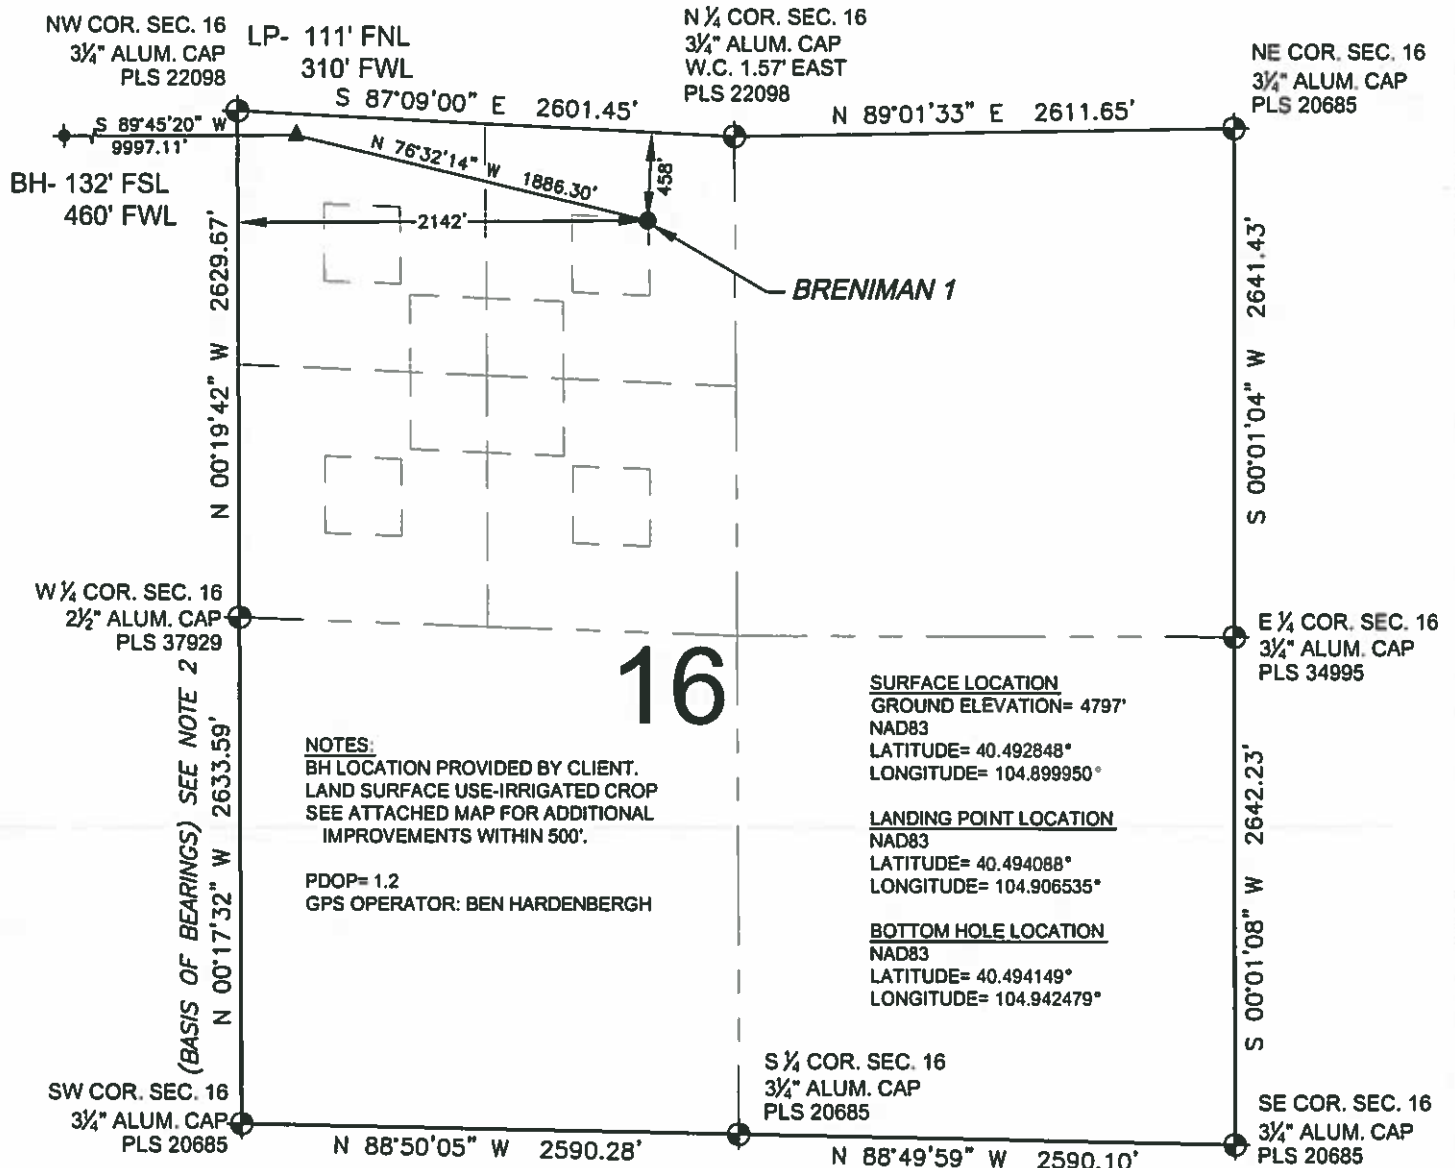 NW COR. SEC. 16
3¼" ALUM. CAP
PLS 22098
LP- 111' FNL
310' FWL
N ¼ COR. SEC. 16
3¼" ALUM. CAP
W.C. 1.57' EAST
PLS 22098
NE COR. SEC. 16
3¼" ALUM. CAP
PLS 20685
S 87°09'00" E 2601.45'
N 89°01'33" E 2611.65'
S 89°45'20" W
9997.11'
BH- 132' FSL
460' FWL
N 76°32'14" W 1886.30'
458'
2142'
BRENIMAN 1
N 00°19'42" W 2629.67'
S 00°01'04" W 2641.43'
W ¼ COR. SEC. 16
2½" ALUM. CAP
PLS 37929
E ¼ COR. SEC. 16
3¼" ALUM. CAP
PLS 34995
16
(BASIS OF BEARINGS) SEE NOTE 2
N 00°17'32" W 2633.59'
NOTES:
BH LOCATION PROVIDED BY CLIENT.
LAND SURFACE USE-IRRIGATED CROP
SEE ATTACHED MAP FOR ADDITIONAL
IMPROVEMENTS WITHIN 500'.
PDOP= 1.2
GPS OPERATOR: BEN HARDENBERGH
SURFACE LOCATION
GROUND ELEVATION= 4797'
NAD83
LATITUDE= 40.492848°
LONGITUDE= 104.899950°
LANDING POINT LOCATION
NAD83
LATITUDE= 40.494088°
LONGITUDE= 104.906535°
BOTTOM HOLE LOCATION
NAD83
LATITUDE= 40.494149°
LONGITUDE= 104.942479°
S 00°01'08" W 2642.23'
SW COR. SEC. 16
3¼" ALUM. CAP
PLS 20685
S ¼ COR. SEC. 16
3¼" ALUM. CAP
PLS 20685
SE COR. SEC. 16
3¼" ALUM. CAP
PLS 20685
N 88°50'05" W 2590.28'
N 88°49'59" W 2590.10'